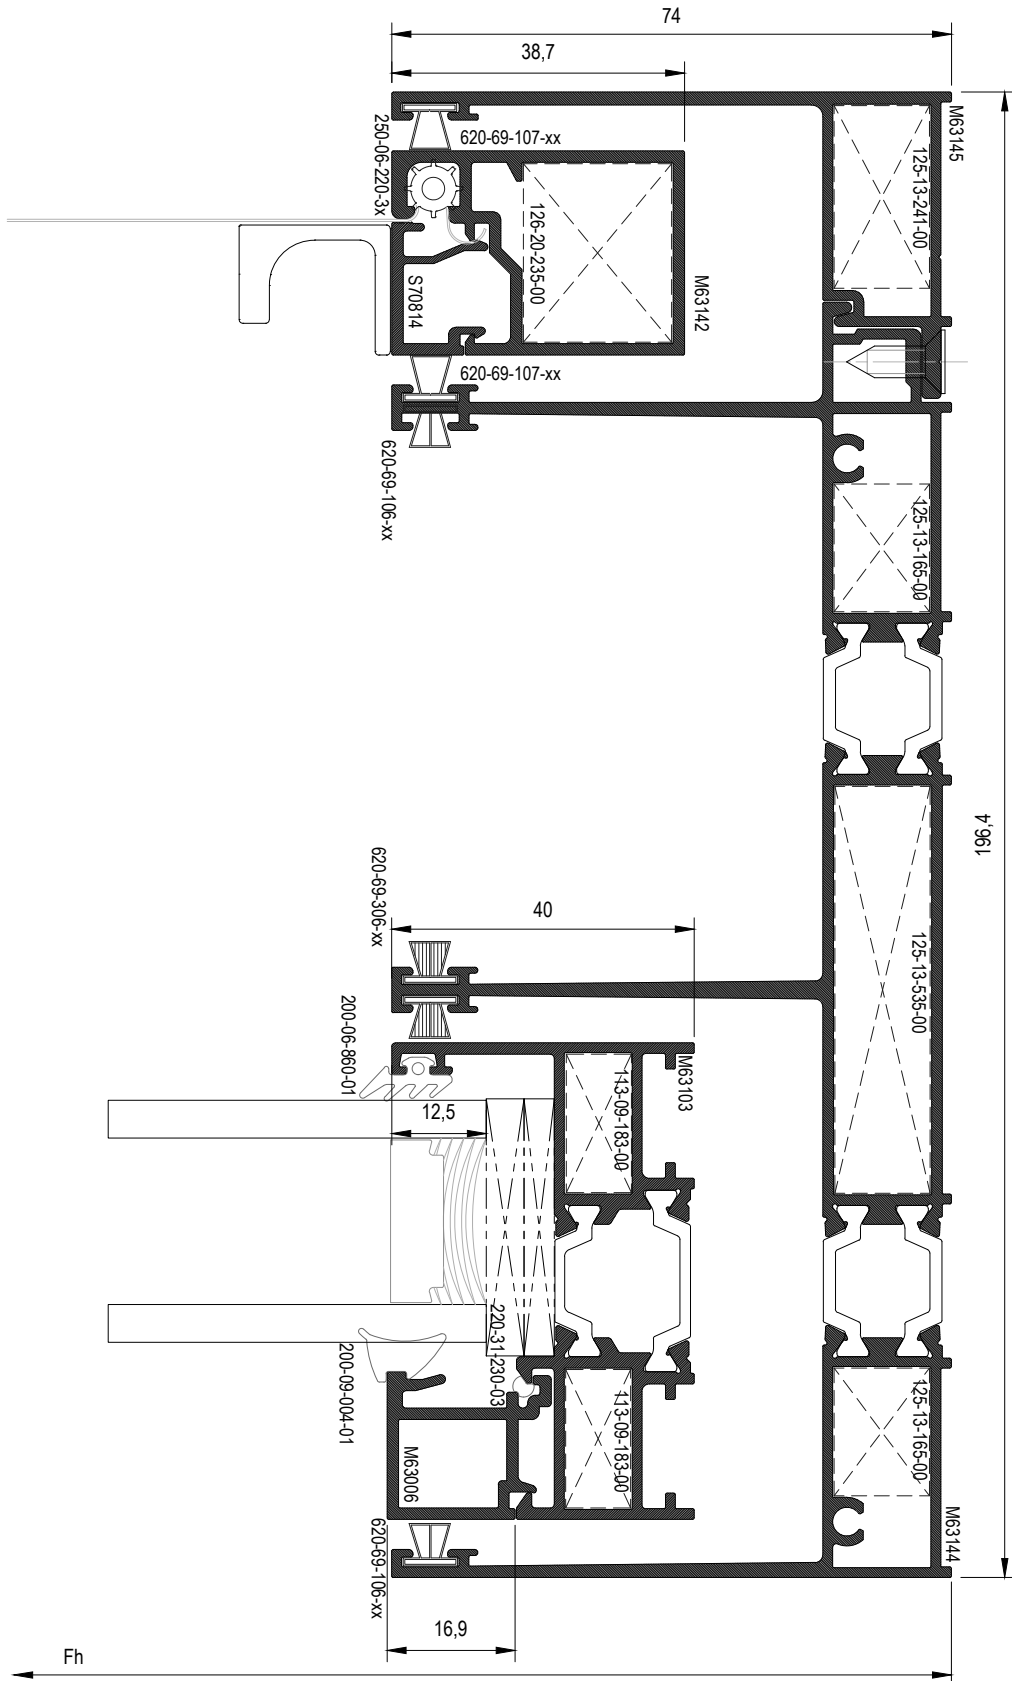 74
38,7
M63145
250-06-220-3x
620-69-107-xx
125-13-241-00
126-20-235-00
M63142
S70814
620-69-107-xx
620-69-106-xx
125-13-165-00
196,4
620-69-306-xx
40
125-13-535-00
200-06-860-01
M63103
113-09-183-00
12,5
220-31-230-03
200-09-004-01
113-09-183-00
125-13-165-00
M63006
M63144
620-69-106-xx
16,9
Fh